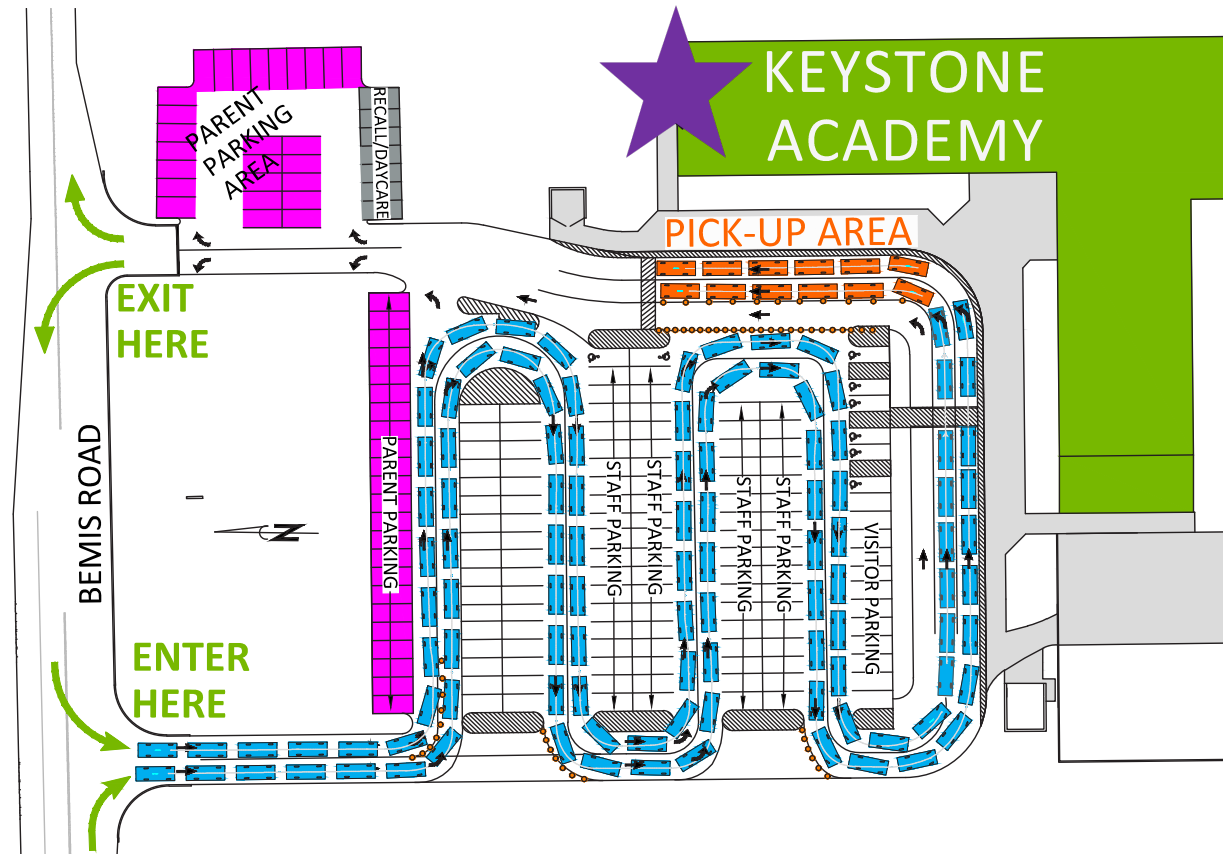 KEYSTONE
ACADEMY
PARENT
PARKING
AREA
RECALL/DAYCARE
PICK-UP AREA
EXIT
HERE
BEMIS ROAD
N
PARENT PARKING
STAFF PARKING
STAFF PARKING
STAFF PARKING
STAFF PARKING
VISITOR PARKING
ENTER
HERE